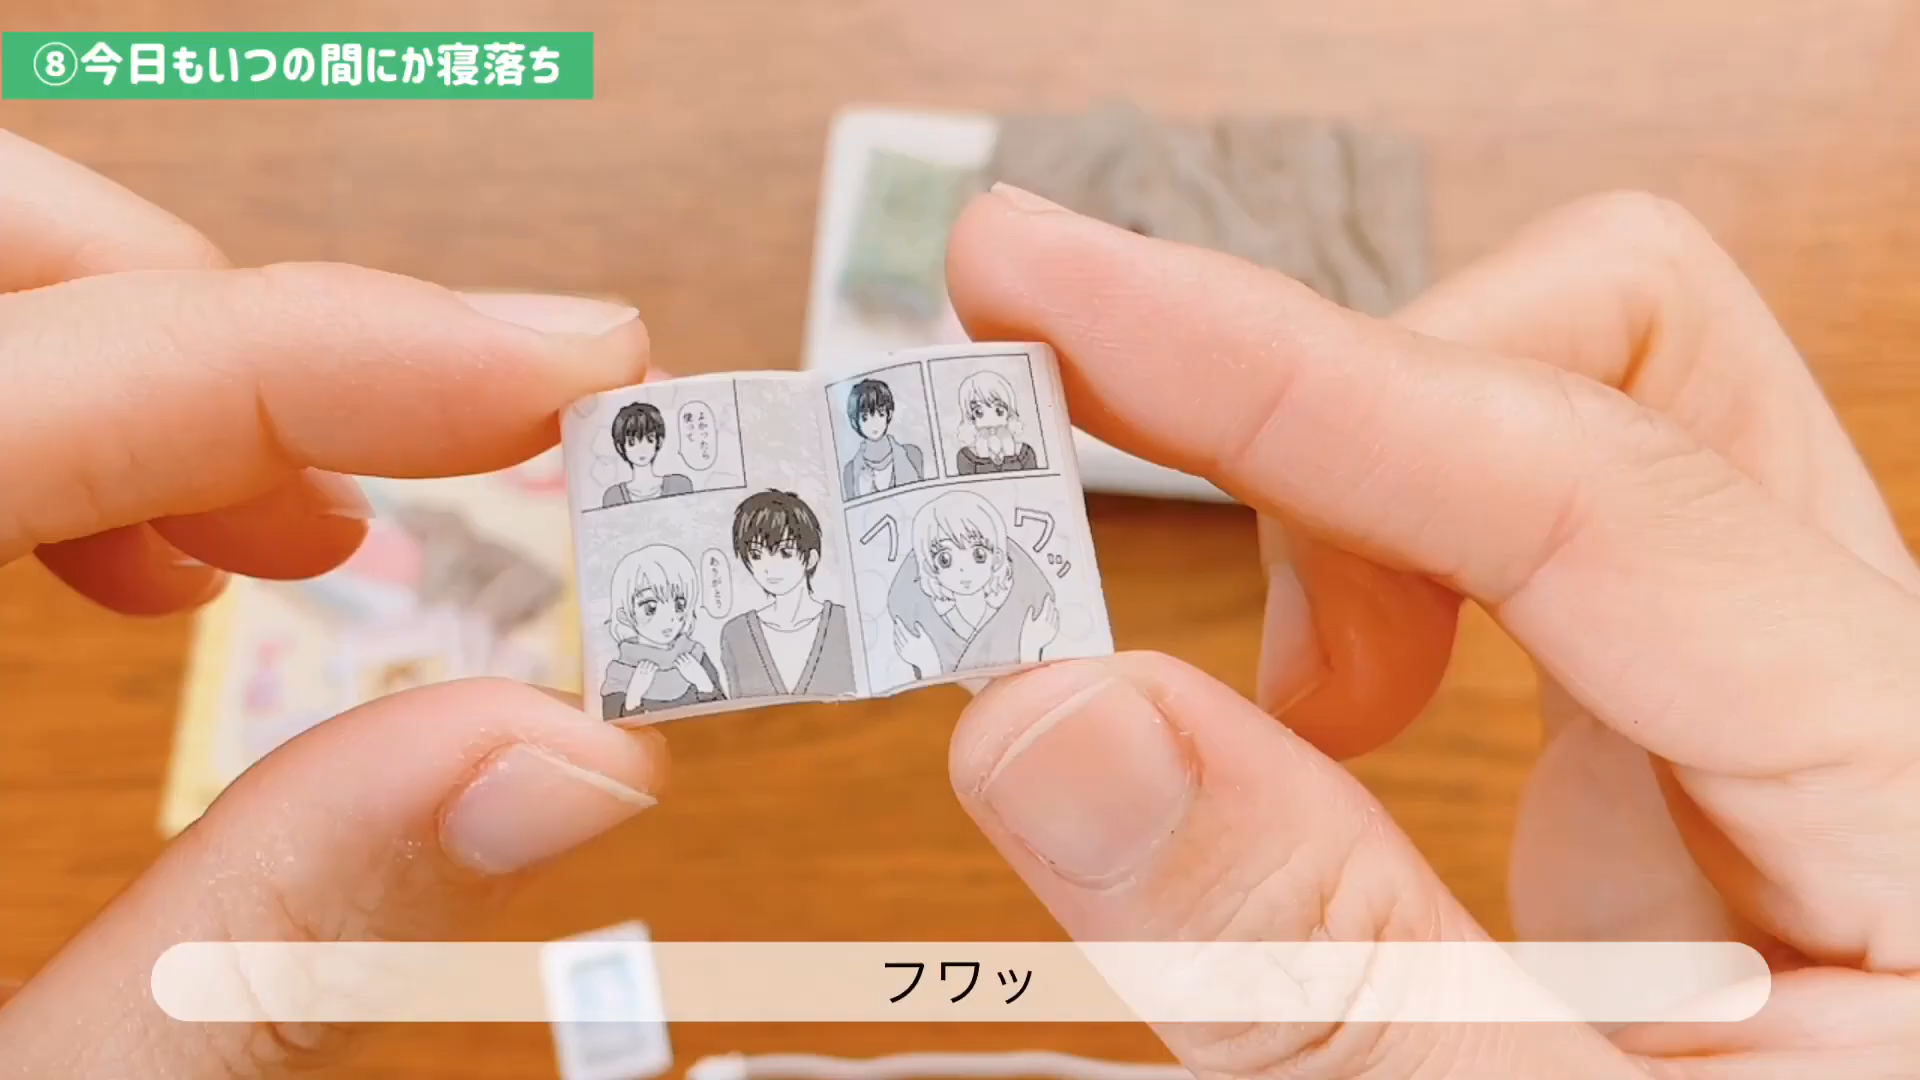 ⑧今日もいつの間にか寝落ち
フワッ
よかったら
使って
ありがとう
フワッ